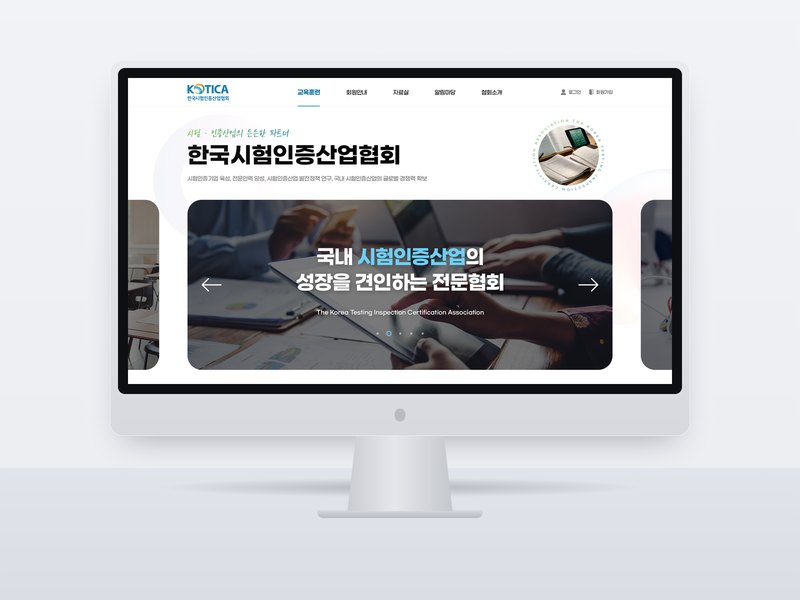 KOTICA
한국시험인증산업협회
교육훈련 회원안내 자료실 알림마당 협회소개
로그인 회원가입
시험 · 인증산업의 든든한 파트너
한국시험인증산업협회
시험인증기업 육성, 전문인력 양성, 시험인증산업 발전정책 연구, 국내 시험인증산업의 글로벌 경쟁력 확보
국내 시험인증산업의
성장을 견인하는 전문협회
The Korea Testing Inspection Certification Association